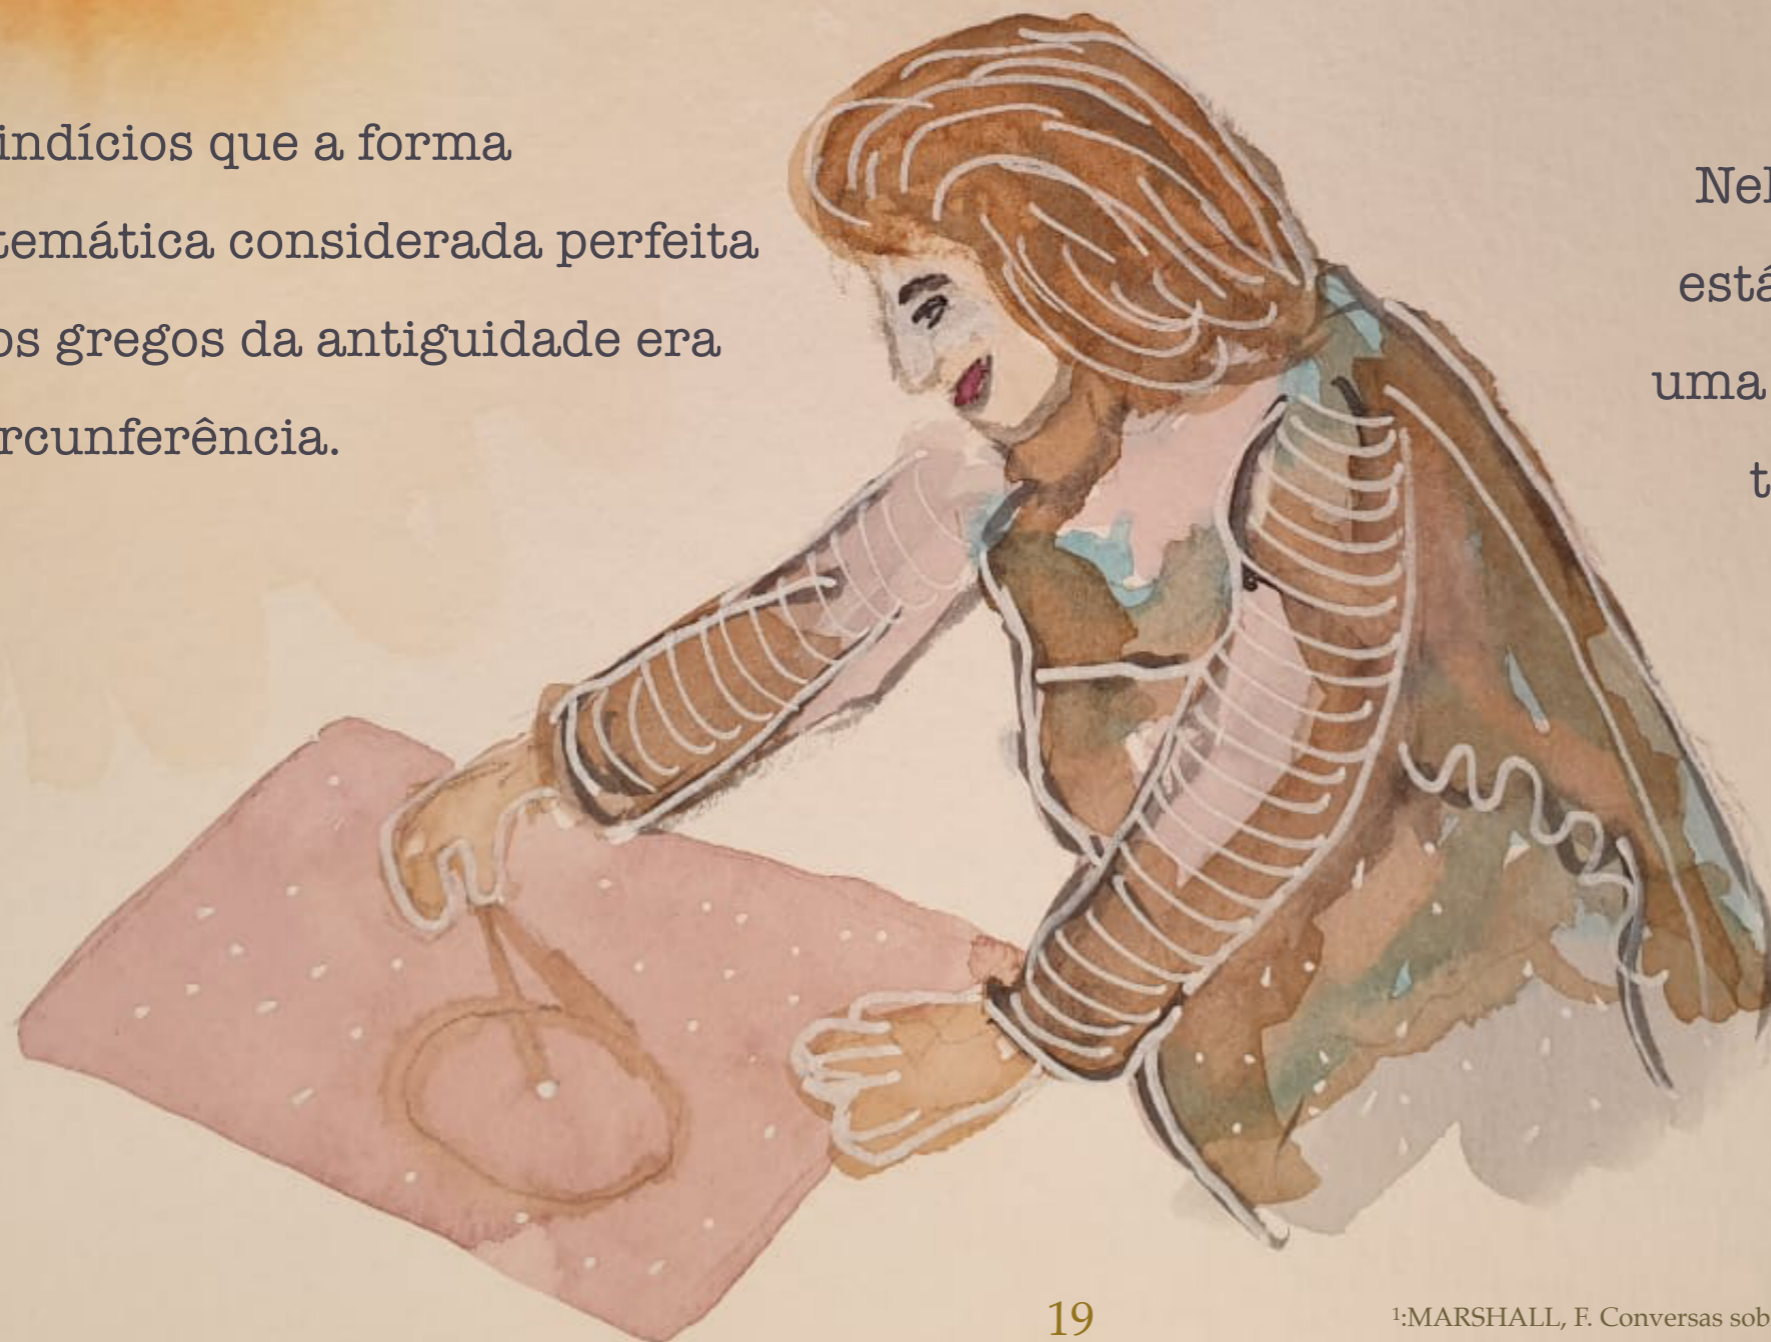 indícios que a forma
temática considerada perfeita
os gregos da antiguidade era
rcunferência.
Nel
está
uma
t
19
¹:MARSHALL, F. Conversas sob